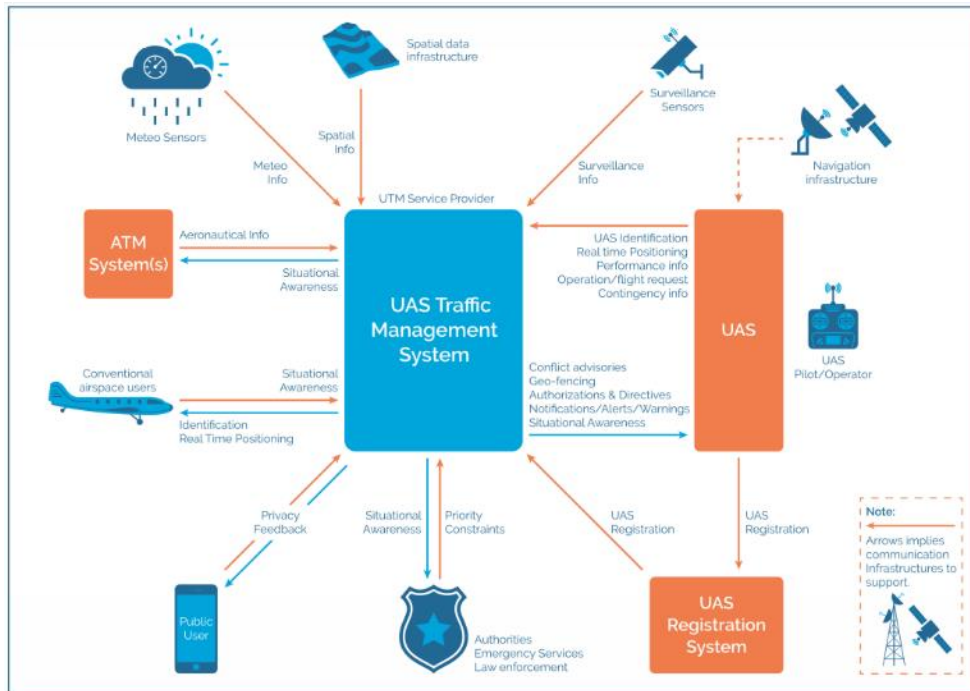 Meteo Sensors
Spatial data
infrastructure
Surveillance
Sensors
Navigation
infrastructure
Meteo
Info
Spatial
Info
Surveillance
Info
UTM Service Provider
ATM
System(s)
Aeronautical Info
Situational
Awareness
UAS Traffic
Management
System
UAS Identification
Real time Positioning
Performance info
Operation/flight request
Contingency info
UAS
UAS
Pilot/Operator
Conventional
airspace users
Situational
Awareness
Identification
Real Time Positioning
Conflict advisories
Geo-fencing
Authorizations & Directives
Notifications/Alerts/Warnings
Situational Awareness
Privacy
Feedback
Situational
Awareness
Priority
Constraints
UAS
Registration
UAS
Registration
Public
User
Authorities
Emergency Services
Law enforcement
UAS
Registration
System
Note:
Arrows implies
communication
Infrastructures to
support.